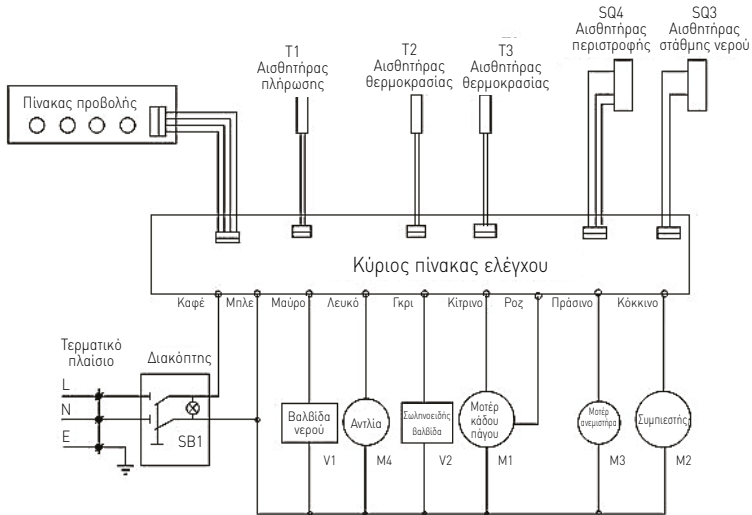 SQ4
Αισθητήρας
περιστροφής
SQ3
Αισθητήρας
στάθμης νερού
T1
Αισθητήρας
πλήρωσης
T2
Αισθητήρας
θερμοκρασίας
T3
Αισθητήρας
θερμοκρασίας
Πίνακας προβολής
Κύριος πίνακας ελέγχου
Καφέ
Μπλε
Μαύρο
Λευκό
Γκρι
Κίτρινο
Ροζ
Πράσινο
Κόκκινο
Τερματικό
πλαίσιο
Διακόπτης
L
N
E
SB1
Βαλβίδα
νερού
V1
Αντλία
M4
Σωληνοειδής
βαλβίδα
V2
Μοτέρ
κάδου
πάγου
M1
Μοτέρ
ανεμιστήρα
M3
Συμπιεστής
M2